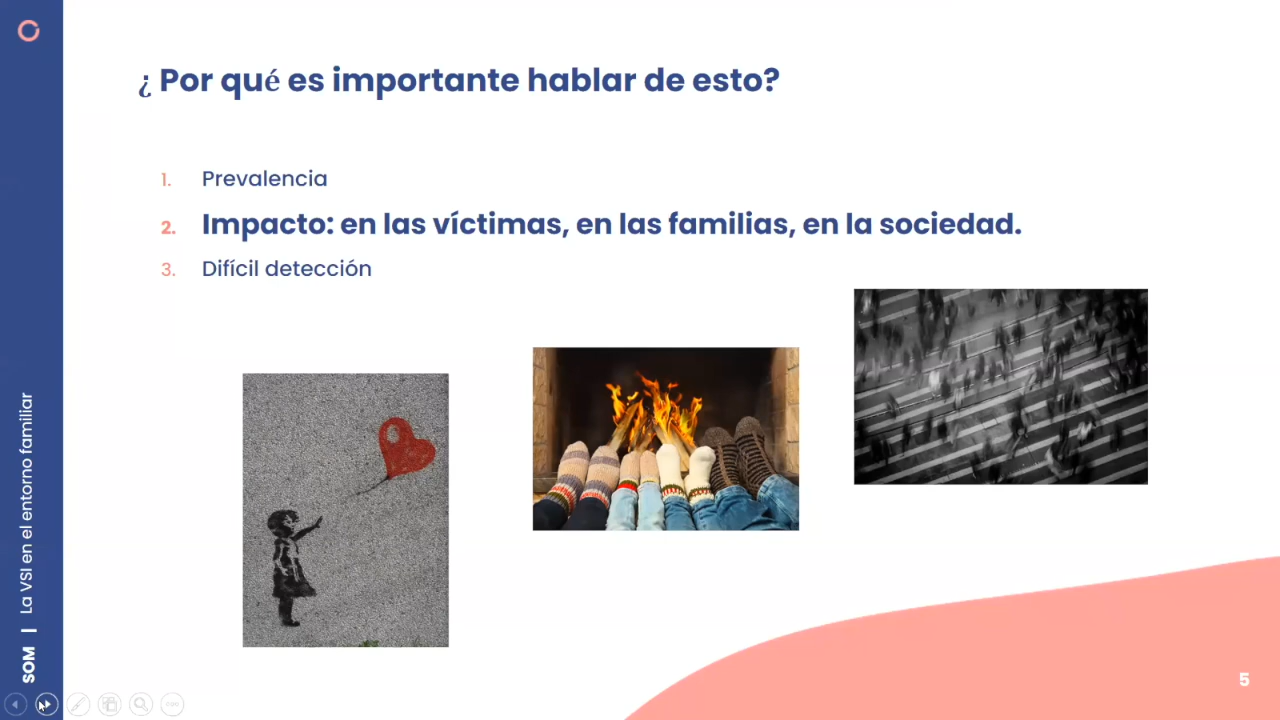 ¿ Por qué es importante hablar de esto?
1. Prevalencia
2. Impacto: en las víctimas, en las familias, en la sociedad.
3. Difícil detección
SOM | La VSI en el entorno familiar
5